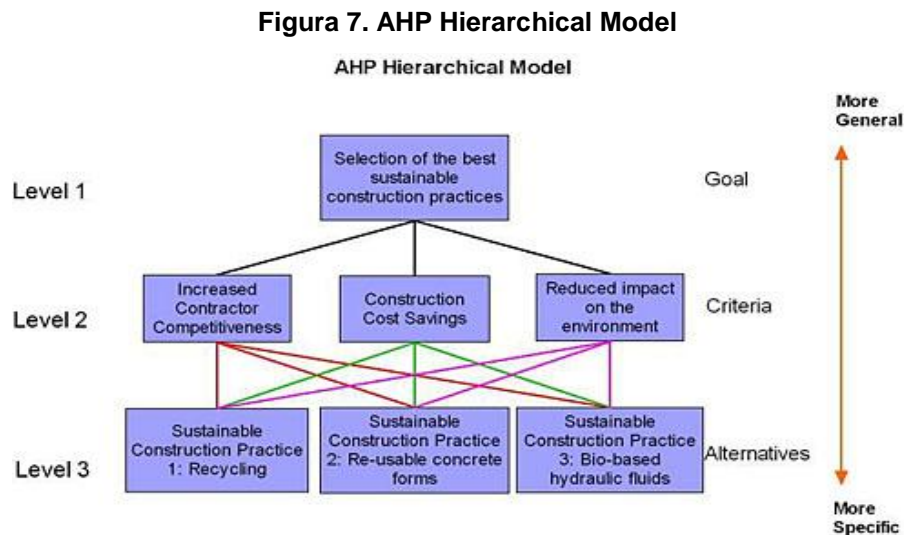 Figura 7. AHP Hierarchical Model
AHP Hierarchical Model
More
General
Selection of the best
sustainable
construction practices
Level 1
Goal
Increased
Contractor
Competitiveness
Construction
Cost Savings
Reduced impact
on the
environment
Level 2
Criteria
Sustainable
Construction Practice
1: Recycling
Sustainable
Construction Practice
2: Re-usable concrete
forms
Sustainable
Construction Practice
3: Bio-based
hydraulic fluids
Level 3
Alternatives
More
Specific